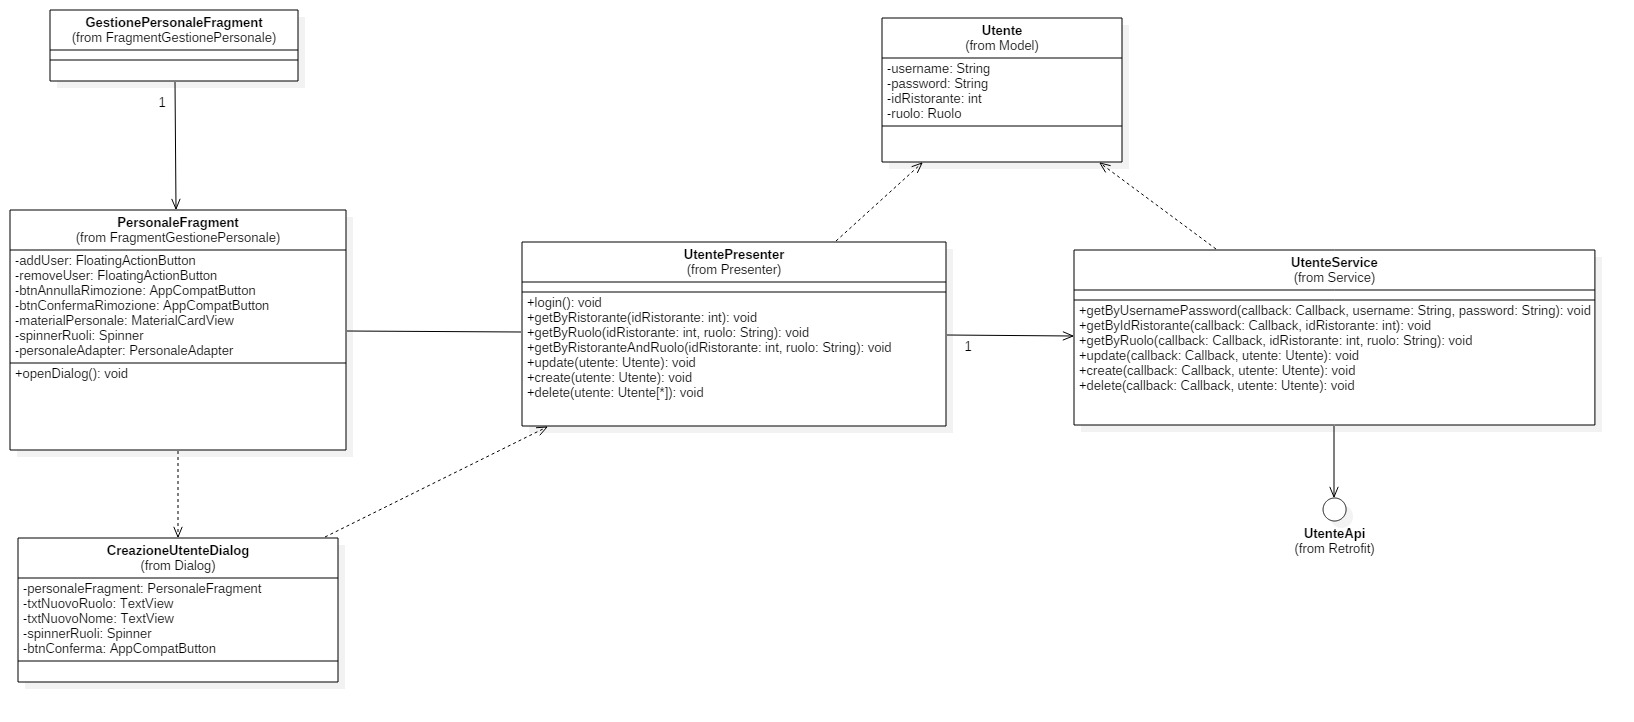 GestionePersonaleFragment
(from FragmentGestionePersonale)
1
PersonaleFragment
(from FragmentGestionePersonale)
-addUser: FloatingActionButton
-removeUser: FloatingActionButton
-btnAnnullaRimozione: AppCompatButton
-btnConfermaRimozione: AppCompatButton
-materialPersonale: MaterialCardView
-spinnerRuoli: Spinner
-personaleAdapter: PersonaleAdapter
+openDialog(): void
CreazioneUtenteDialog
(from Dialog)
-personaleFragment: PersonaleFragment
-txtNuovoRuolo: TextView
-txtNuovoNome: TextView
-spinnerRuoli: Spinner
-btnConferma: AppCompatButton
UtentePresenter
(from Presenter)
+login(): void
+getByRistorante(idRistorante: int): void
+getByRuolo(idRistorante: int, ruolo: String): void
+getByRistoranteAndRuolo(idRistorante: int, ruolo: String): void
+update(utente: Utente): void
+create(utente: Utente): void
+delete(utente: Utente[*]): void
Utente
(from Model)
-username: String
-password: String
-idRistorante: int
-ruolo: Ruolo
1
UtenteService
(from Service)
+getByUsernamePassword(callback: Callback, username: String, password: String): void
+getByIdRistorante(callback: Callback, idRistorante: int): void
+getByRuolo(callback: Callback, idRistorante: int, ruolo: String): void
+update(callback: Callback, utente: Utente): void
+create(callback: Callback, utente: Utente): void
+delete(callback: Callback, utente: Utente): void
UtenteApi
(from Retrofit)